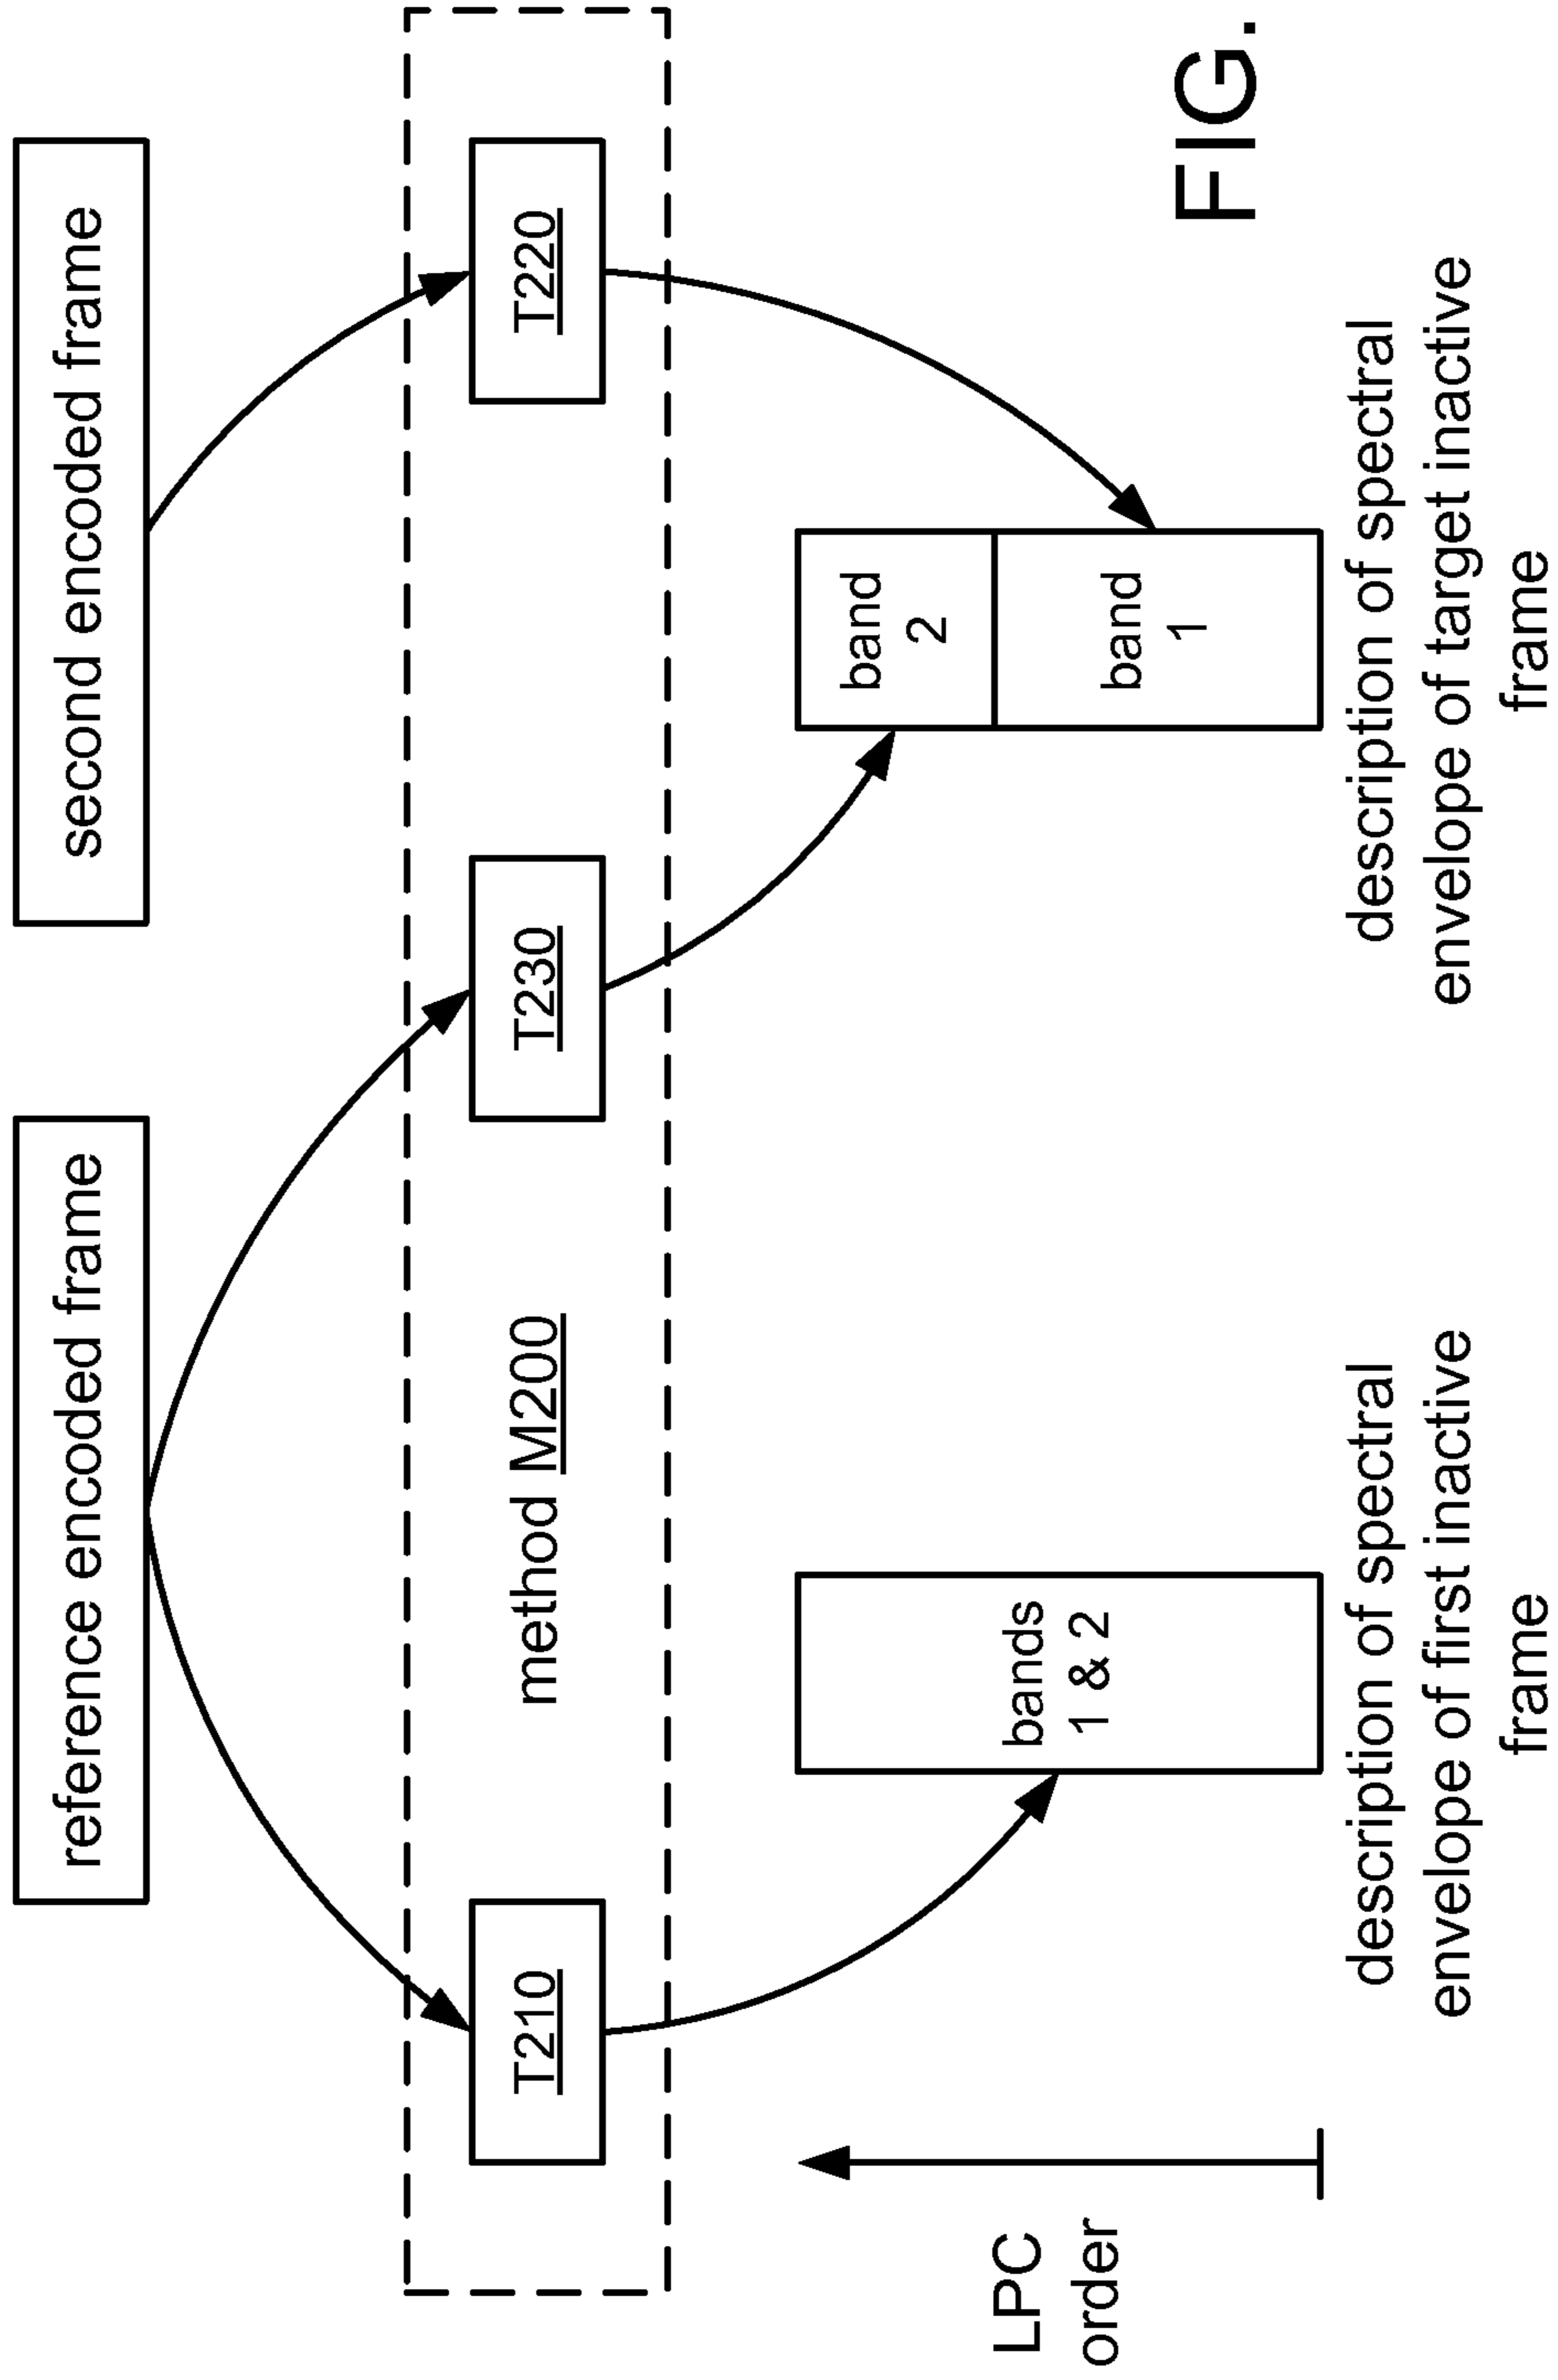 reference encoded frame
second encoded frame
T210
method M200
T230
T220
LPC
order
bands
1 & 2
band
2
band
1
description of spectral
envelope of first inactive
frame
description of spectral
envelope of target inactive
frame
FIG.